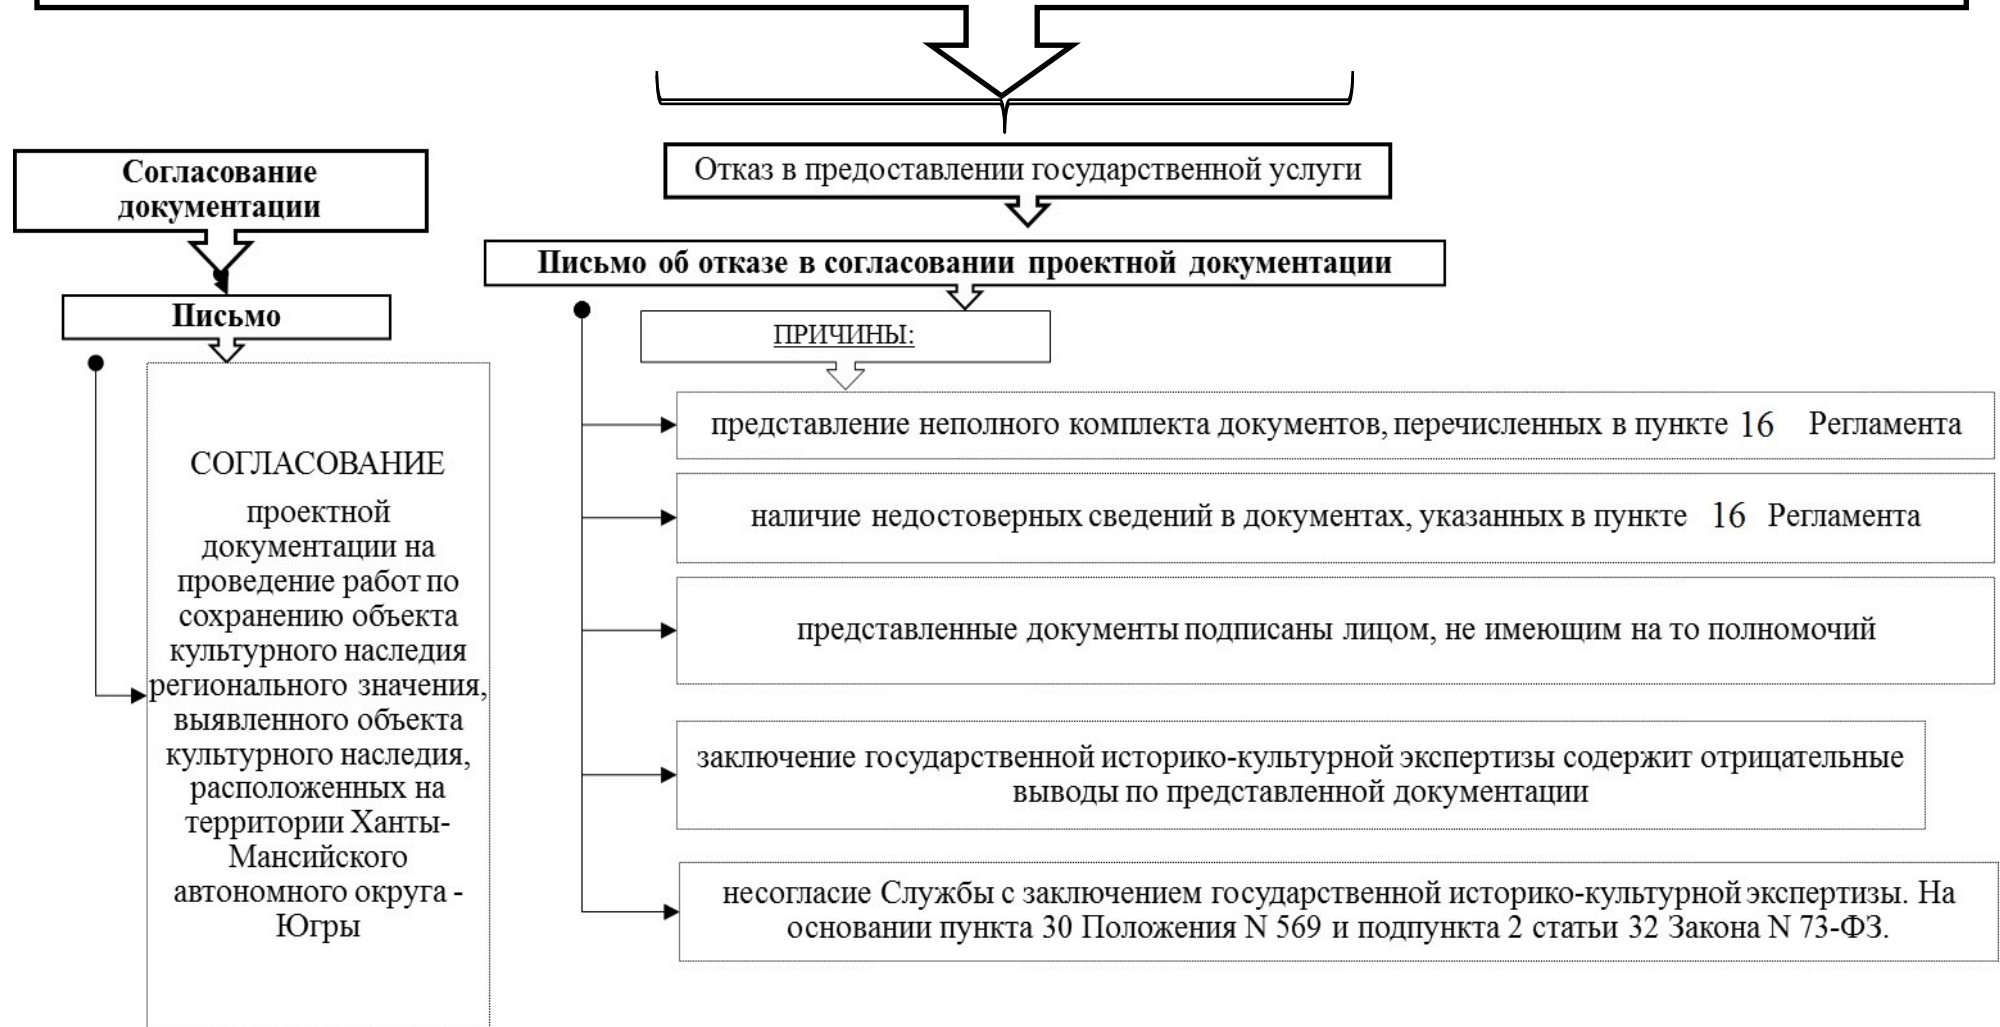 Согласование
документации
Письмо
СОГЛАСОВАНИЕ
проектной
документации на
проведение работ по
сохранению объекта
культурного наследия
регионального значения,
выявленного объекта
культурного наследия,
расположенных на
территории Ханты-
Мансийского
автономного округа -
Югры
Отказ в предоставлении государственной услуги
Письмо об отказе в согласовании проектной документации
ПРИЧИНЫ:
представление неполного комплекта документов, перечисленных в пункте 16 Регламента
наличие недостоверных сведений в документах, указанных в пункте 16 Регламента
представленные документы подписаны лицом, не имеющим на то полномочий
заключение государственной историко-культурной экспертизы содержит отрицательные
выводы по представленной документации
несогласие Службы с заключением государственной историко-культурной экспертизы. На
основании пункта 30 Положения N 569 и подпункта 2 статьи 32 Закона N 73-ФЗ.